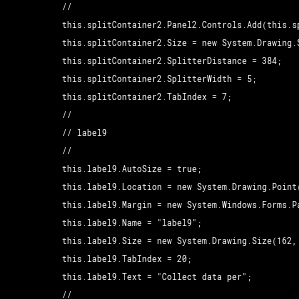 //
this.splitContainer2.Panel2.Controls.Add(this.sp
this.splitContainer2.Size = new System.Drawing.S
this.splitContainer2.SplitterDistance = 384;
this.splitContainer2.SplitterWidth = 5;
this.splitContainer2.TabIndex = 7;
//
// label9
//
this.label9.AutoSize = true;
this.label9.Location = new System.Drawing.Point(
this.label9.Margin = new System.Windows.Forms.Pa
this.label9.Name = "label9";
this.label9.Size = new System.Drawing.Size(162,
this.label9.TabIndex = 20;
this.label9.Text = "Collect data per";
//